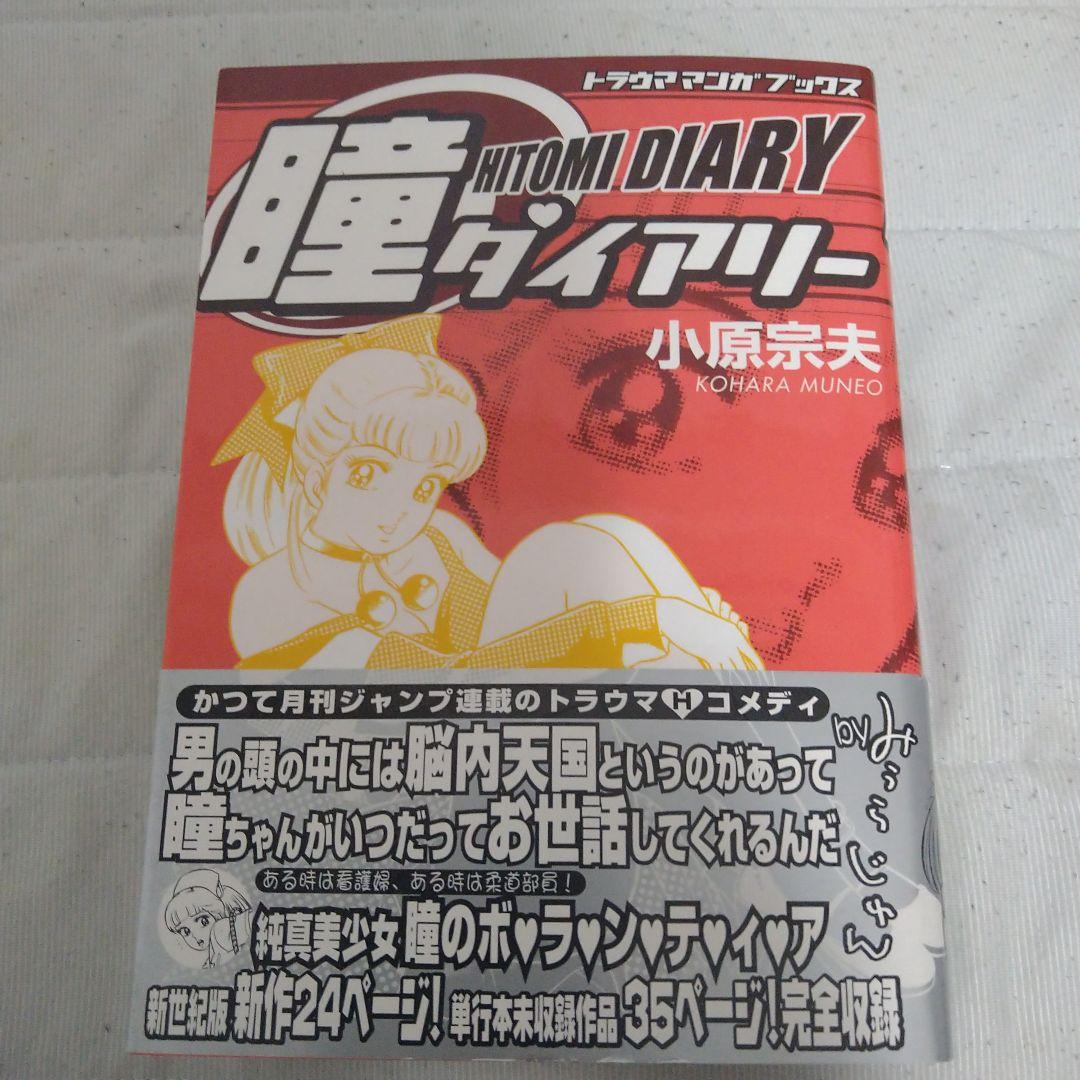 トラウママンガブックス
HITOMI DIARY
瞳ダイアリー
小原宗夫
KOHARA MUNEO
かつて月刊ジャンプ連載のトラウマHコメディ
男の頭の中には脳内天国というのがあって
瞳ちゃんがいつだってお世話してくれるんだ
byみうらじゅん
ある時は看護婦、ある時は柔道部員!
純真美少女瞳のボ♥ラ♥ン♥テ♥ィ♥ア
新世紀版 新作24ページ! 単行本未収録作品 35ページ!完全収録